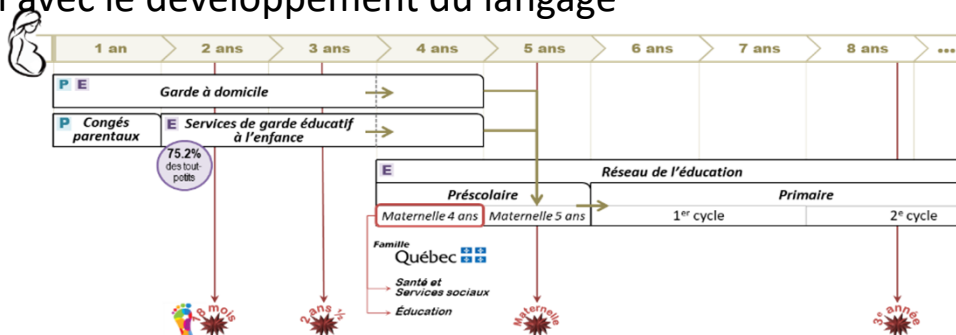 avec le développement du langage
1 an 2 ans 3 ans 4 ans 5 ans 6 ans 7 ans 8 ans ...
P E
Garde à domicile
P Congés parentaux
E Services de garde éducatif à l'enfance
75.2% des tout-petits
E
Réseau de l'éducation
Préscolaire Primaire
Maternelle 4 ans Maternelle 5 ans 1er cycle 2e cycle
Famille
Québec
Santé et
Services sociaux
Éducation
18 mois 2 ans ½ Maternelle 3e année